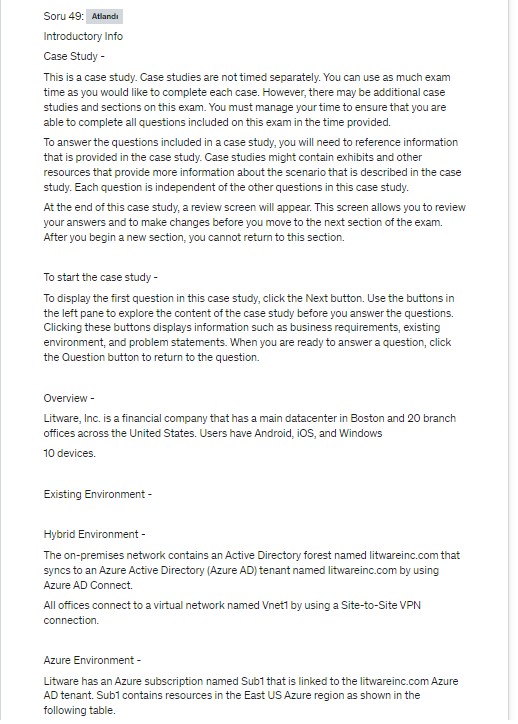 Soru 49: Atlandı
Introductory Info
Case Study -
This is a case study. Case studies are not timed separately. You can use as much exam
time as you would like to complete each case. However, there may be additional case
studies and sections on this exam. You must manage your time to ensure that you are
able to complete all questions included on this exam in the time provided.
To answer the questions included in a case study, you will need to reference information
that is provided in the case study. Case studies might contain exhibits and other
resources that provide more information about the scenario that is described in the case
study. Each question is independent of the other questions in this case study.
At the end of this case study, a review screen will appear. This screen allows you to review
your answers and to make changes before you move to the next section of the exam.
After you begin a new section, you cannot return to this section.
To start the case study -
To display the first question in this case study, click the Next button. Use the buttons in
the left pane to explore the content of the case study before you answer the questions.
Clicking these buttons displays information such as business requirements, existing
environment, and problem statements. When you are ready to answer a question, click
the Question button to return to the question.
Overview -
Litware, Inc. is a financial company that has a main datacenter in Boston and 20 branch
offices across the United States. Users have Android, iOS, and Windows
10 devices.
Existing Environment -
Hybrid Environment -
The on-premises network contains an Active Directory forest named litwareinc.com that
syncs to an Azure Active Directory (Azure AD) tenant named litwareinc.com by using
Azure AD Connect.
All offices connect to a virtual network named Vnet1 by using a Site-to-Site VPN
connection.
Azure Environment -
Litware has an Azure subscription named Sub1 that is linked to the litwareinc.com Azure
AD tenant. Sub1 contains resources in the East US Azure region as shown in the
following table.